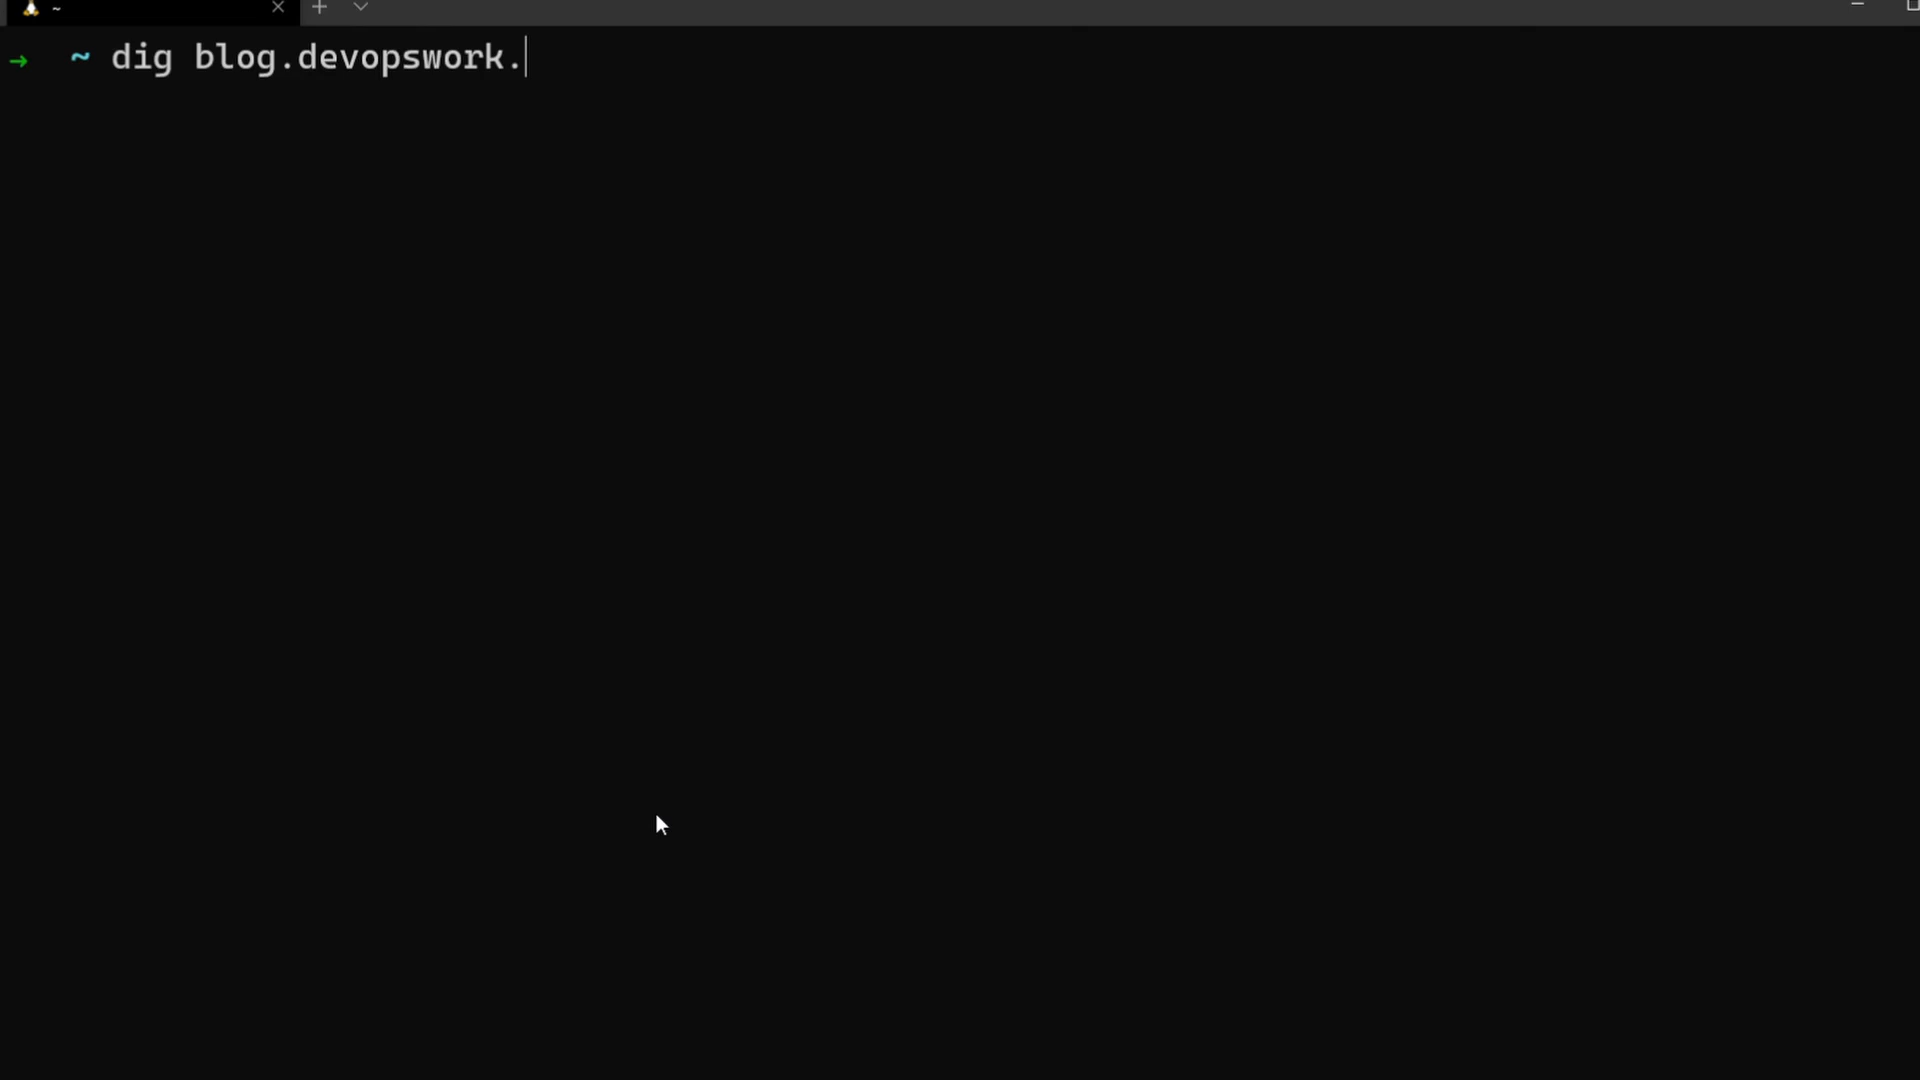 ~
→ ~ dig blog.devopswork.